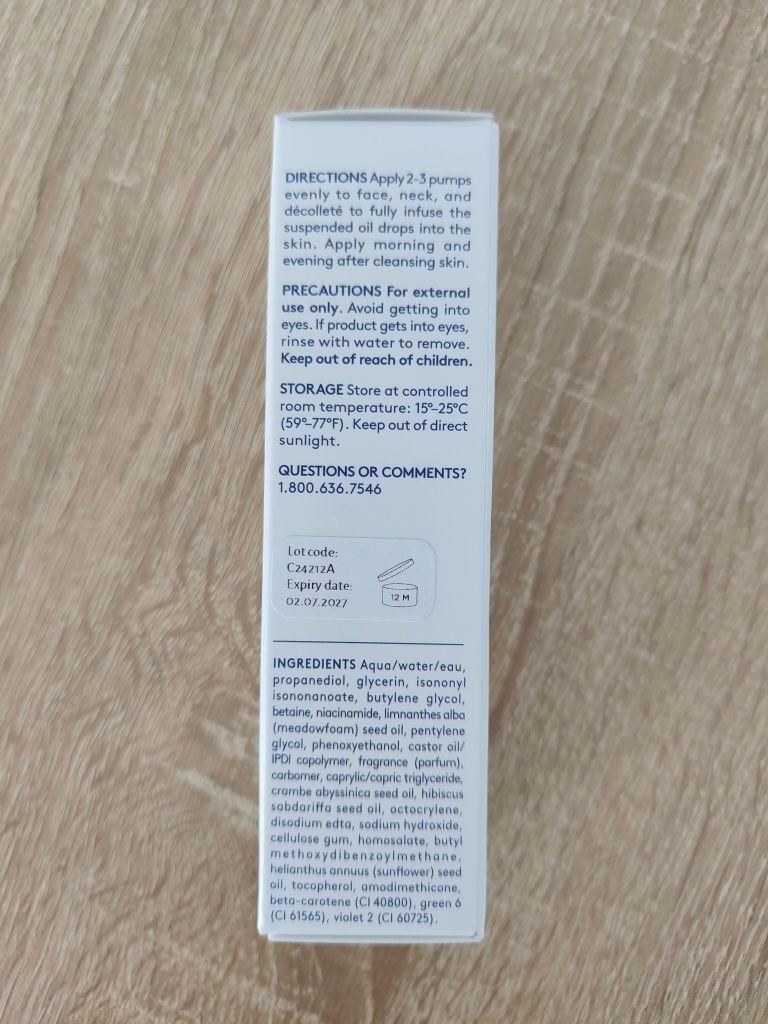 DIRECTIONS Apply 2-3 pumps
evenly to face, neck, and
décolleté to fully infuse the
suspended oil drops into the
skin. Apply morning and
evening after cleansing skin.
PRECAUTIONS For external
use only. Avoid getting into
eyes. If product gets into eyes,
rinse with water to remove.
Keep out of reach of children.
STORAGE Store at controlled
room temperature: 15º–25ºC
(59º–77ºF). Keep out of direct
sunlight.
QUESTIONS OR COMMENTS?
1.800.636.7546
Lot code:
C24212A
Expiry date:
02.07.2027
12 M
INGREDIENTS Aqua/water/eau,
propanediol, glycerin, isononyl
isononanoate, butylene glycol,
betaine, niacinamide, limnanthes alba
(meadowfoam) seed oil, pentylene
glycol, phenoxyethanol, castor oil/
IPDI copolymer, fragrance (parfum),
carbomer, caprylic/capric triglyceride,
crambe abyssinica seed oil, hibiscus
sabdariffa seed oil, octocrylene,
disodium edta, sodium hydroxide,
cellulose gum, homosalate, butyl
methoxydibenzoylmethane,
helianthus annuus (sunflower) seed
oil, tocopherol, amodimethicone,
beta-carotene (CI 40800), green 6
(CI 61565), violet 2 (CI 60725).